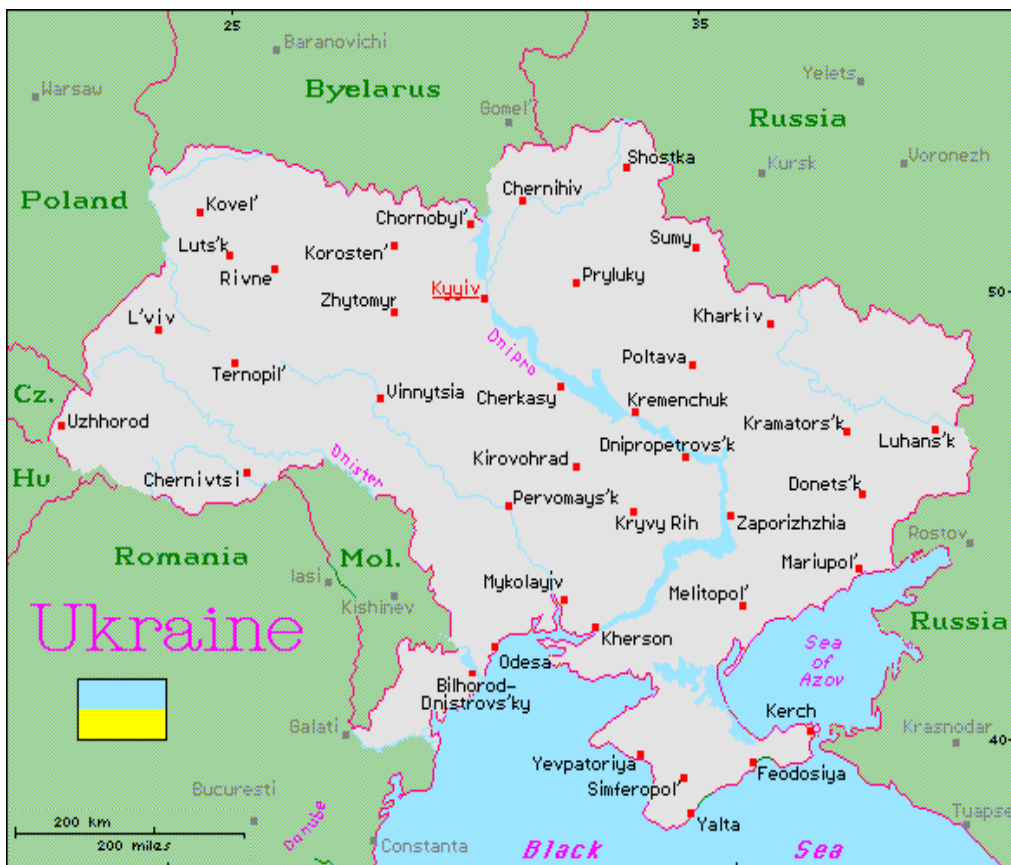 25
35
Baranovichi
Warsaw
Byelarus
Yelets
Gomel'
Russia
Shostka
Kursk
Voronezh
Poland
Kovel'
Chernihiv
Chornobyl'
Luts'k
Korosten'
Sumy
Rivne
Pryluky
Kyyiv
50
Zhytomyr
L'viv
Kharkiv
Dnipro
Poltava
Ternopil'
Vinnytsia
Cherkasy
Cz.
Kremenchuk
Uzhhorod
Kramators'k
Luhans'k
Dnipropetrovs'k
Kirovohrad
Hu
Chernivtsi
Dnister
Donets'k
Pervomays'k
Kryvy Rih
Zaporizhzhia
Rostov
Romania
Mol.
Mariupol'
Iasi
Mykolayiv
Melitopol'
Kishinev
Ukraine
Russia
Kherson
Sea
of
Azov
Odesa
Bilhorod-
Dnistrovs'ky
Kerch
Galati
Krasnodar
40
Yevpatoriya
Feodosiya
Simferopol'
Bucuresti
Tuapse
200 km
Yalta
Danube
200 miles
Constanta
Black Sea